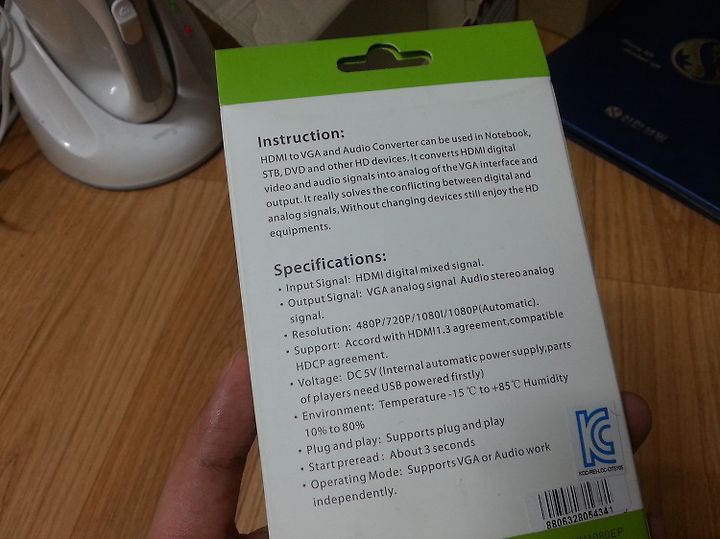 Instruction:
HDMI to VGA and Audio Converter can be used in Notebook,
STB, DVD and other HD devices. It converts HDMI digital
video and audio signals into analog of the VGA interface and
output. It really solves the conflicting between digital and
analog signals, Without changing devices still enjoy the HD
equipments.
Specifications:
• Input Signal: HDMI digital mixed signal.
• Output Signal: VGA analog signal Audio stereo analog
signal.
• Resolution: 480P/720P/1080I/1080P(Automatic).
• Support: Accord with HDMI1.3 agreement,compatible
HDCP agreement.
• Voltage: DC 5V (Internal automatic power supply,parts
of players need USB powered firstly)
• Environment: Temperature -15 ℃ to +85℃ Humidity
10% to 80%
• Plug and play: Supports plug and play
• Start preread: About 3 seconds
• Operating Mode: Supports VGA or Audio work
independently.
KC
8806328054341